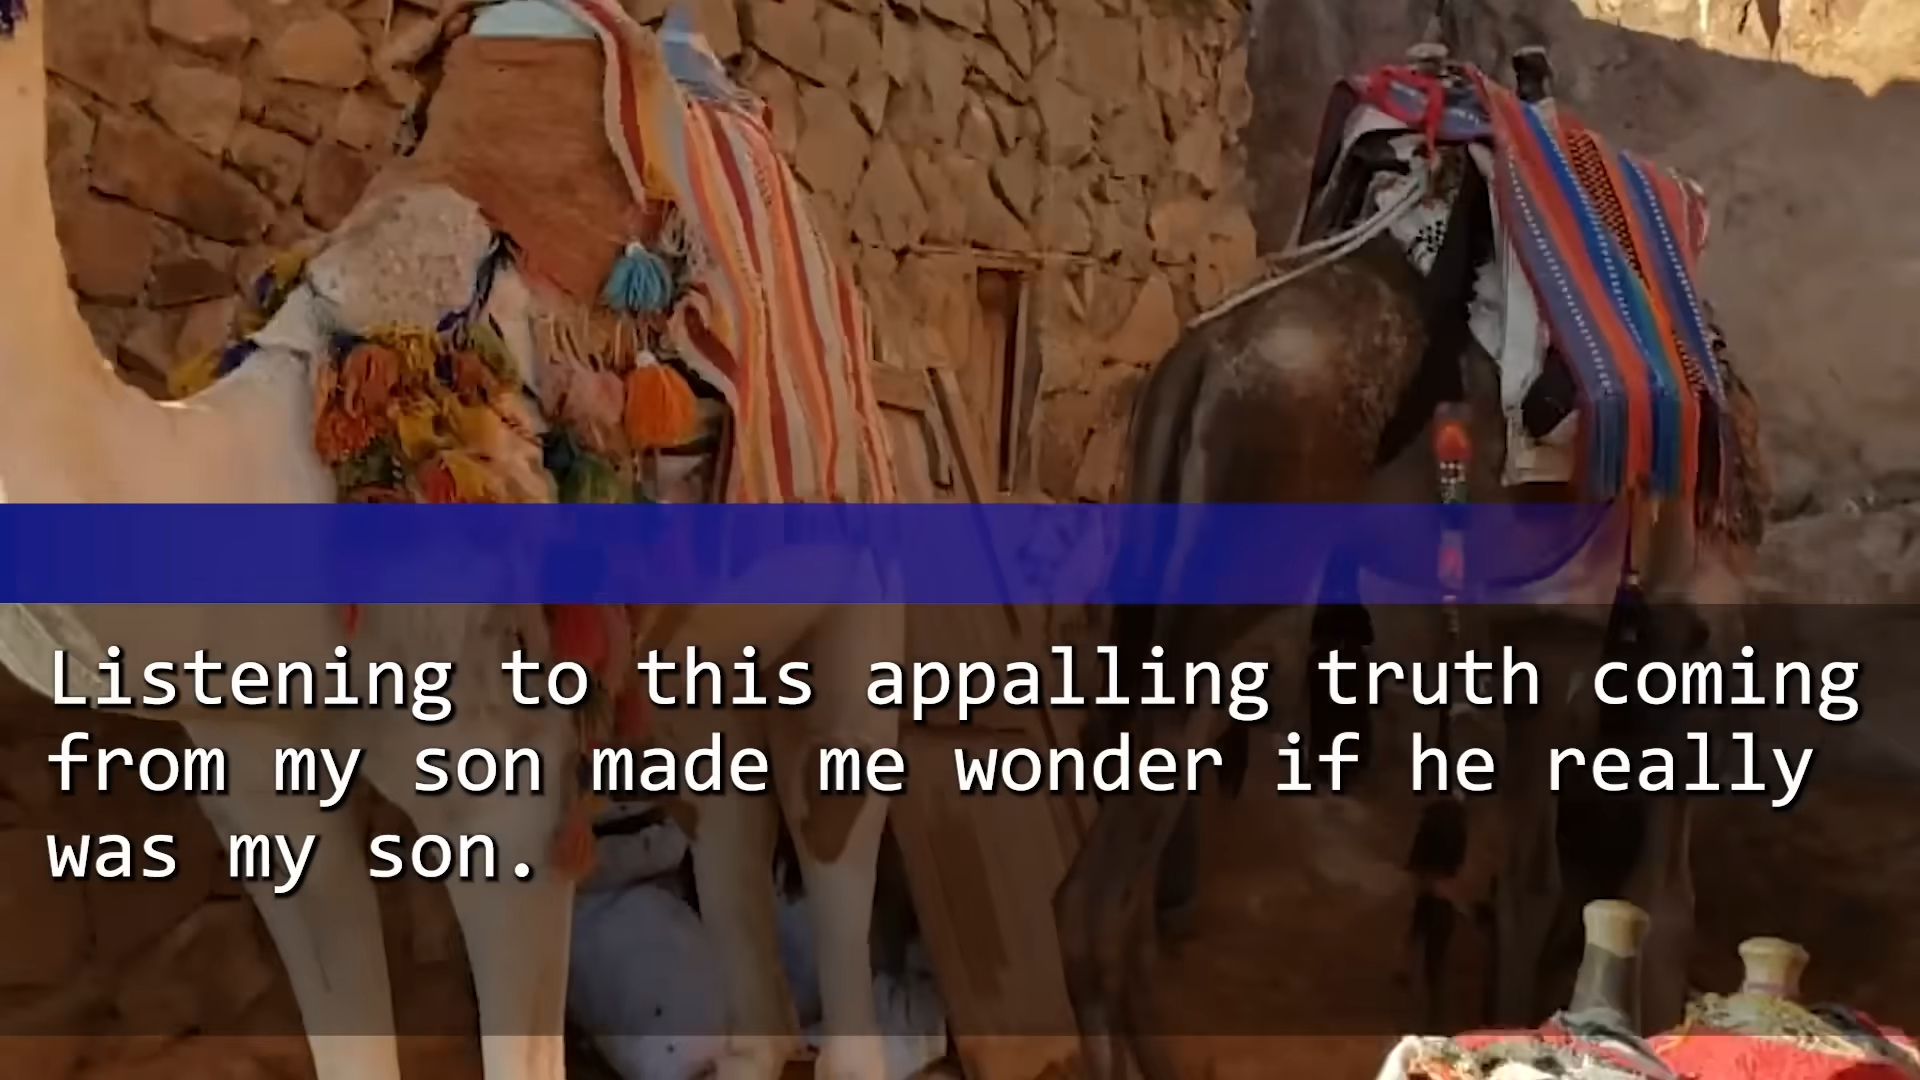 Listening to this appalling truth coming
from my son made me wonder if he really
was my son.